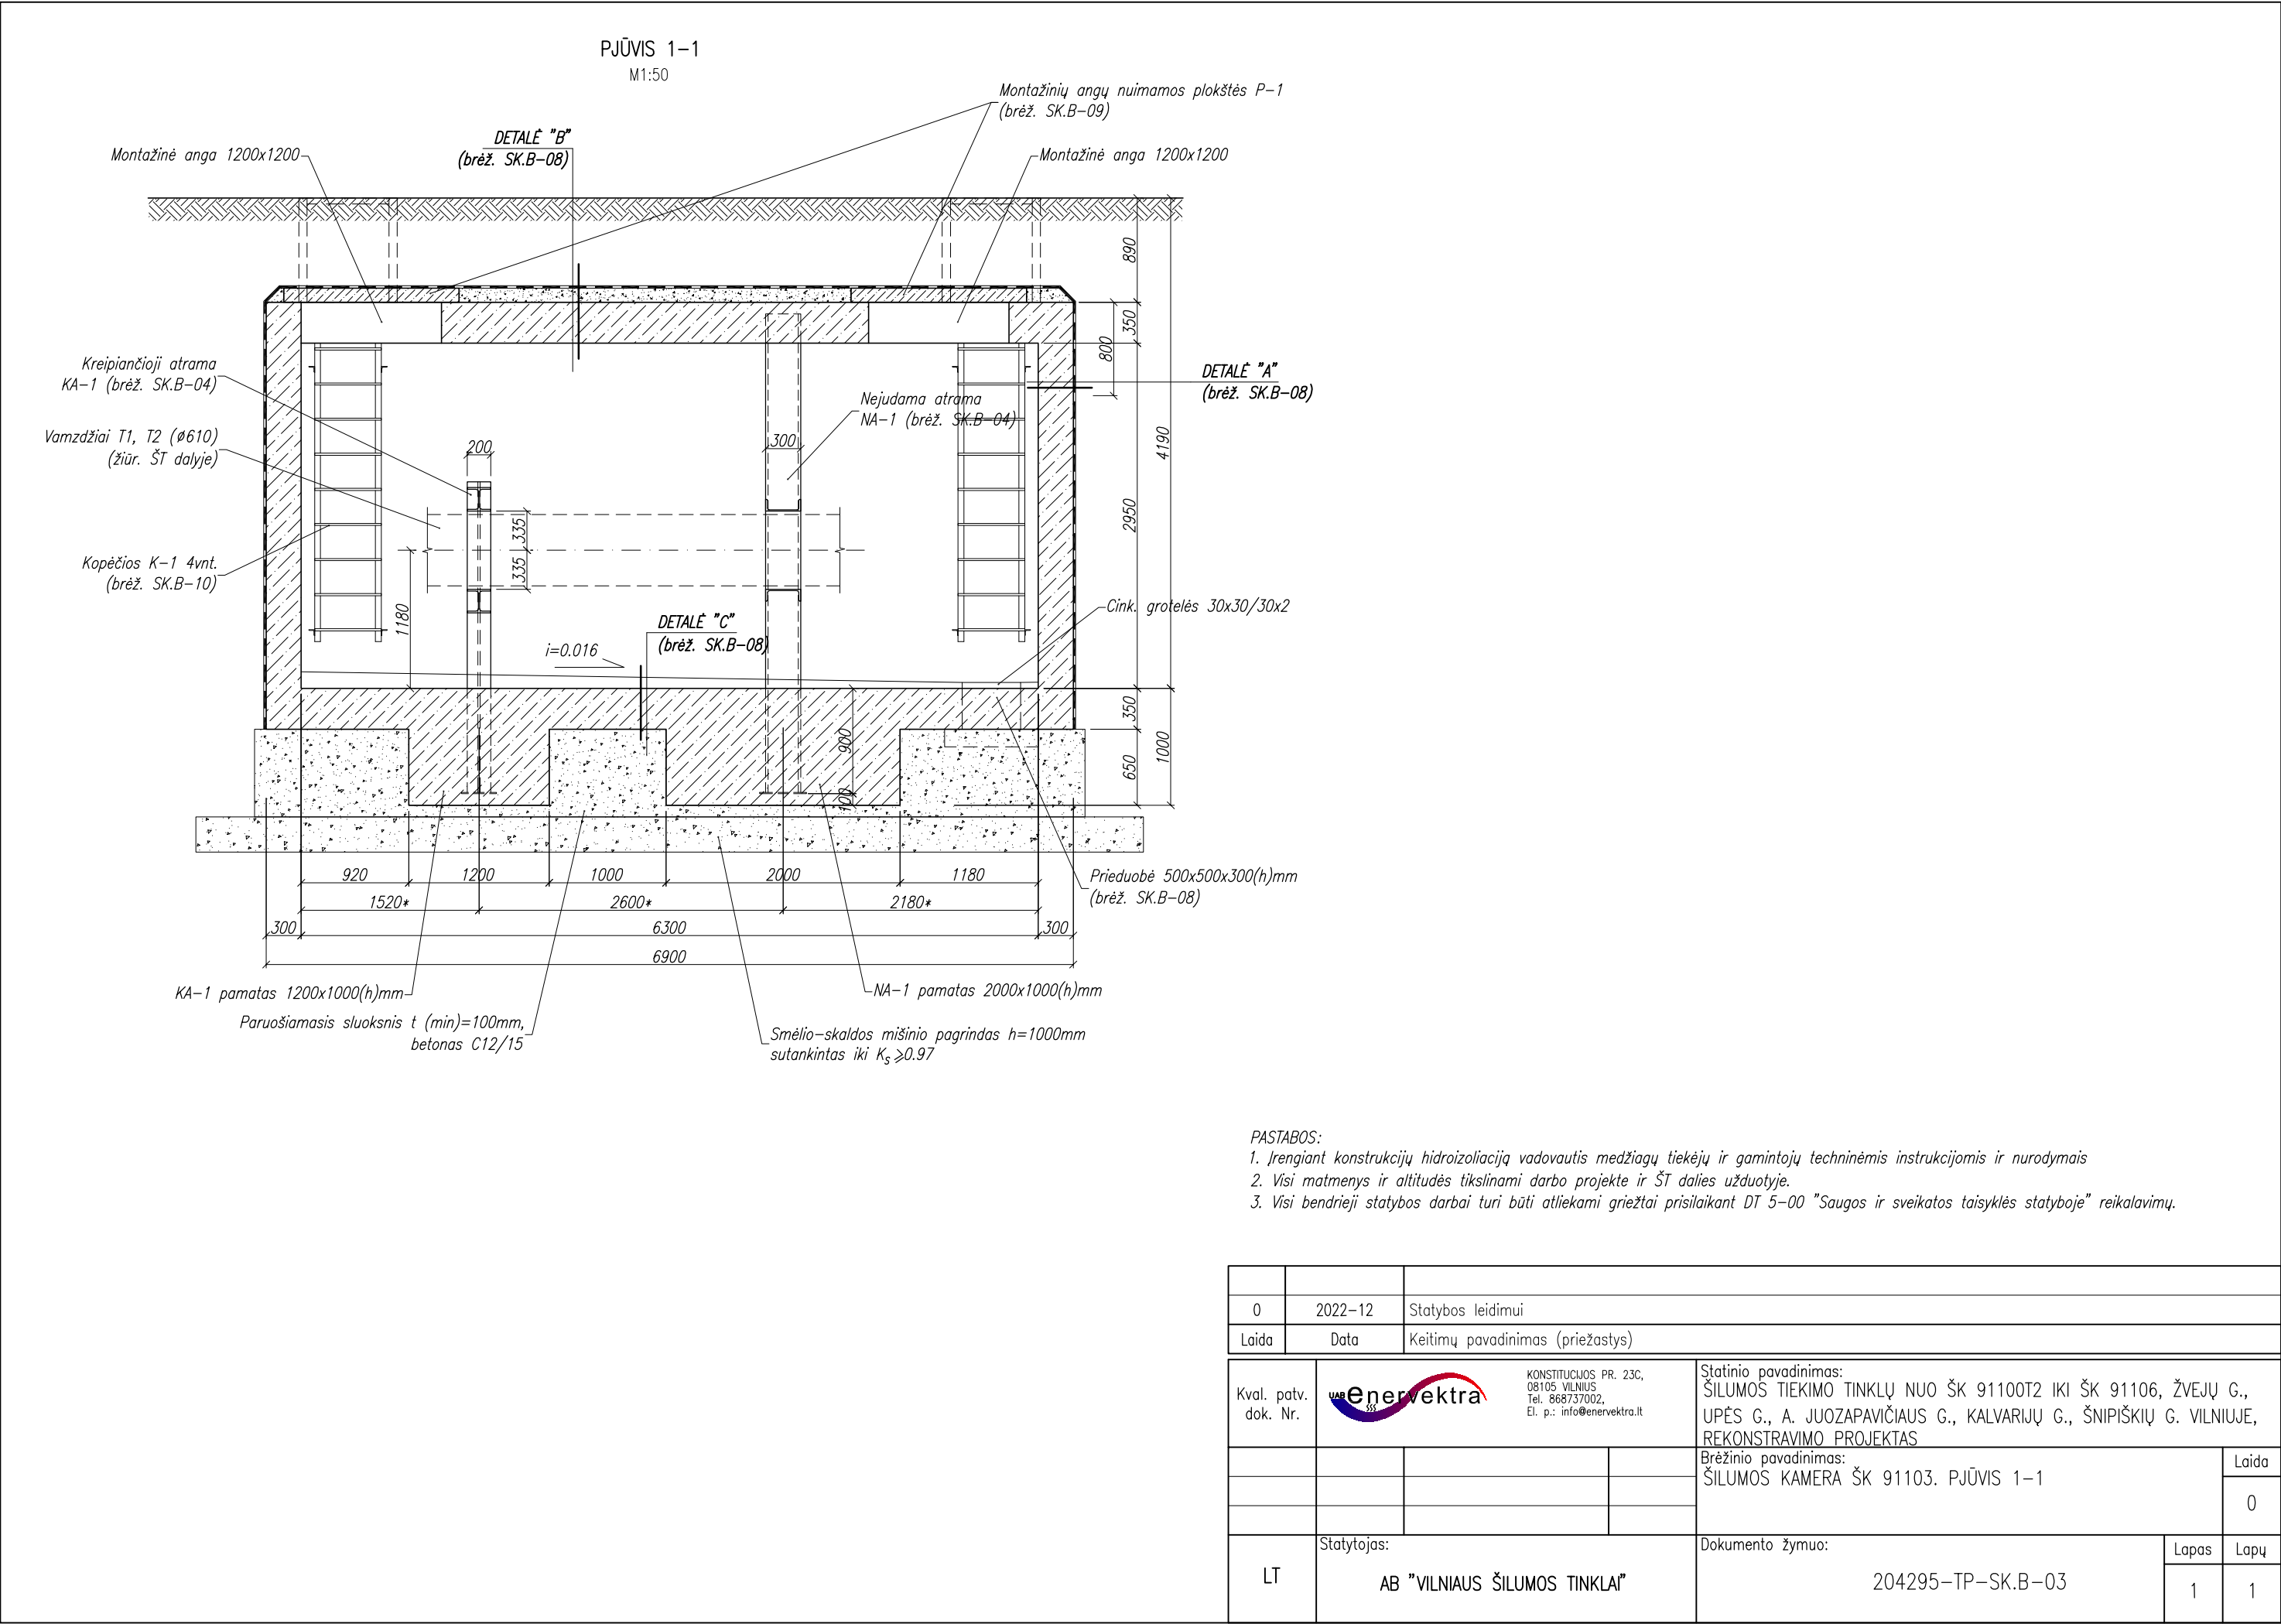 PJŪVIS 1-1
M1:50
Montažinių angų nuimamos plokštės P-1
(brėž. SK.B-09)
DETALĖ "B"
(brėž. SK.B-08)
Montažinė anga 1200x1200
Montažinė anga 1200x1200
890
350
800
4190
2950
350
1000
650
Kreipiančioji atrama
KA-1 (brėž. SK.B-04)
DETALĖ "A"
(brėž. SK.B-08)
Nejudama atrama
NA-1 (brėž. SK.B-04)
Vamzdžiai T1, T2 (ø610)
(žiūr. ŠT dalyje)
200
300
335
335
1180
Kopėčios K-1 4vnt.
(brėž. SK.B-10)
Cink. grotelės 30x30/30x2
DETALĖ "C"
(brėž. SK.B-08)
i=0.016
900
100
920
1200
1000
2000
1180
1520*
2600*
2180*
300
6300
300
6900
Prieduobė 500x500x300(h)mm
(brėž. SK.B-08)
KA-1 pamatas 1200x1000(h)mm
NA-1 pamatas 2000x1000(h)mm
Paruošiamasis sluoksnis t (min)=100mm,
betonas C12/15
Smėlio-skaldos mišinio pagrindas h=1000mm
sutankintas iki Ks ⩾0.97
PASTABOS:
1. Įrengiant konstrukcijų hidroizoliaciją vadovautis medžiagų tiekėjų ir gamintojų techninėmis instrukcijomis ir nurodymais
2. Visi matmenys ir altitudės tikslinami darbo projekte ir ŠT dalies užduotyje.
3. Visi bendrieji statybos darbai turi būti atliekami griežtai prisilaikant DT 5-00 "Saugos ir sveikatos taisyklės statyboje" reikalavimų.
0 2022-12 Statybos leidimui
Laida Data Keitimų pavadinimas (priežastys)
Kval. patv.
dok. Nr.
UAB enervektra
KONSTITUCIJOS PR. 23C,
08105 VILNIUS
Tel. 868737002,
El. p.: info@enervektra.lt
Statinio pavadinimas:
ŠILUMOS TIEKIMO TINKLŲ NUO ŠK 91100T2 IKI ŠK 91106, ŽVEJŲ G.,
UPĖS G., A. JUOZAPAVIČIAUS G., KALVARIJŲ G., ŠNIPIŠKIŲ G. VILNIUJE,
REKONSTRAVIMO PROJEKTAS
Brėžinio pavadinimas:
ŠILUMOS KAMERA ŠK 91103. PJŪVIS 1-1
Laida
0
LT
Statytojas:
AB "VILNIAUS ŠILUMOS TINKLAI"
Dokumento žymuo:
204295-TP-SK.B-03
Lapas Lapų
1 1